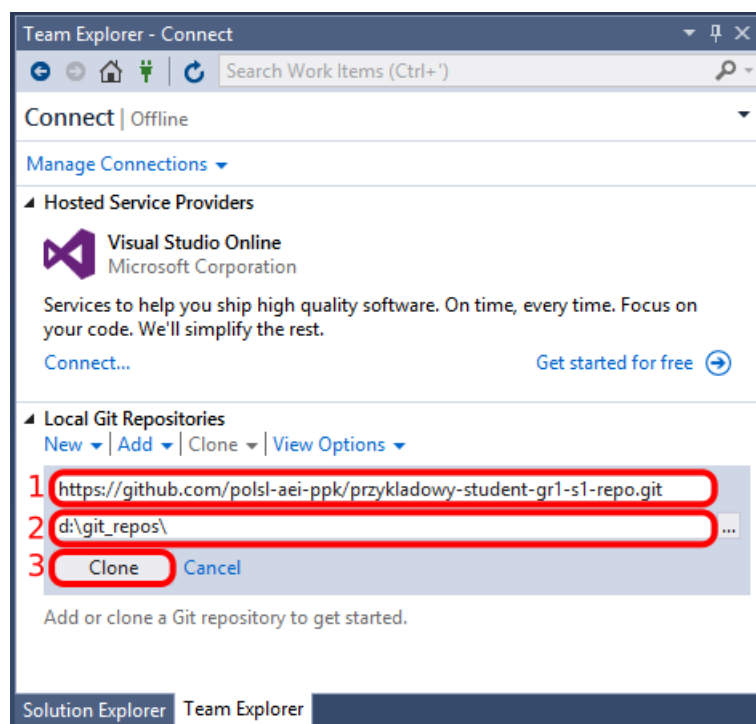 Team Explorer - Connect
Search Work Items (Ctrl+')
Connect | Offline
Manage Connections
Hosted Service Providers
Visual Studio Online
Microsoft Corporation
Services to help you ship high quality software. On time, every time. Focus on
your code. We'll simplify the rest.
Connect... Get started for free
Local Git Repositories
New | Add | Clone | View Options
1 https://github.com/polsl-aei-ppk/przykladowy-student-gr1-s1-repo.git
2 d:\git_repos\ ...
3 Clone Cancel
Add or clone a Git repository to get started.
Solution Explorer Team Explorer